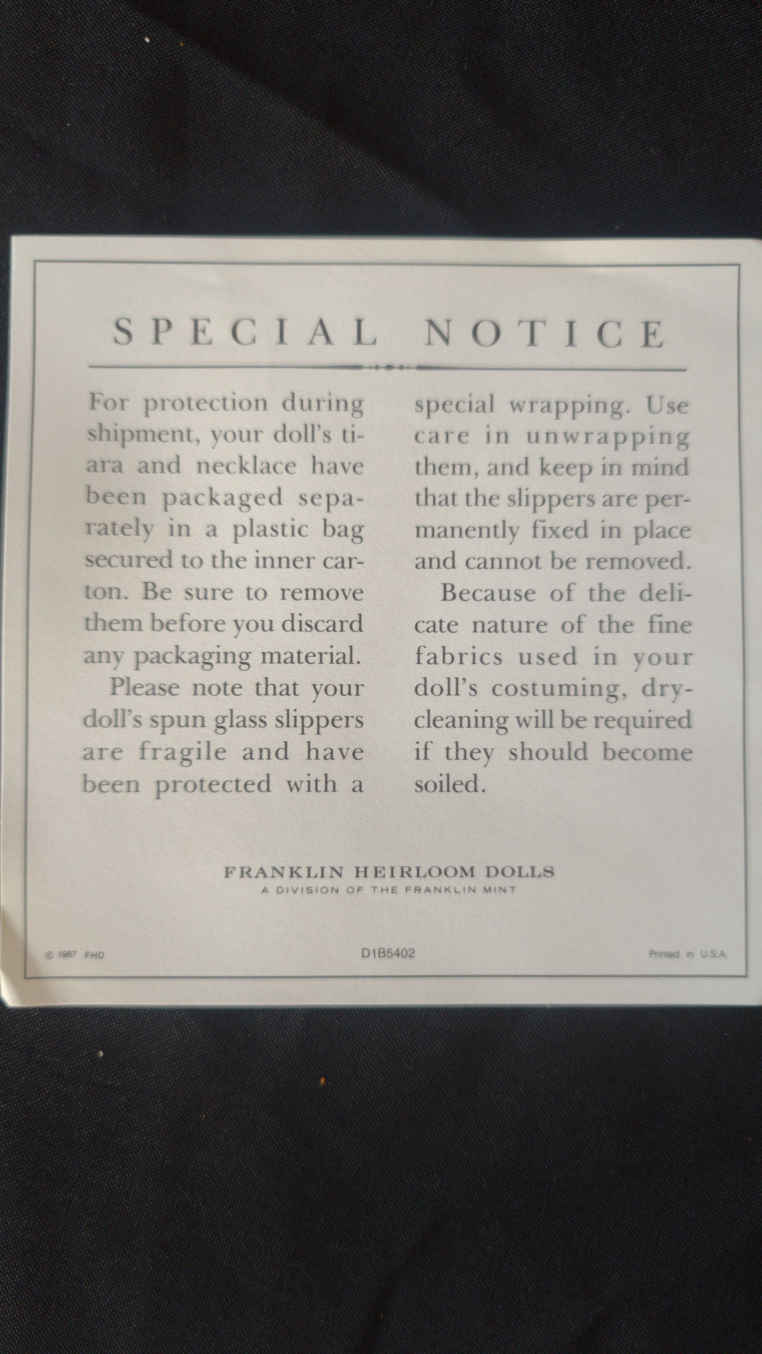 SPECIAL NOTICE
For protection during
shipment, your doll's ti-
ara and necklace have
been packaged sepa-
rately in a plastic bag
secured to the inner car-
ton. Be sure to remove
them before you discard
any packaging material.
Please note that your
doll's spun glass slippers
are fragile and have
been protected with a
special wrapping. Use
care in unwrapping
them, and keep in mind
that the slippers are per-
manently fixed in place
and cannot be removed.
Because of the deli-
cate nature of the fine
fabrics used in your
doll's costuming, dry-
cleaning will be required
if they should become
soiled.
FRANKLIN HEIRLOOM DOLLS
A DIVISION OF THE FRANKLIN MINT
© 1987 FHD
D1B5402
Printed in U.S.A.